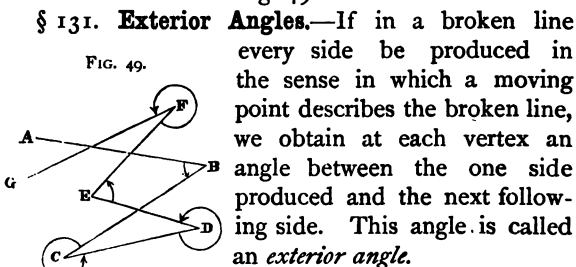 § 131. Exterior Angles.—If in a broken line
every side be produced in
the sense in which a moving
point describes the broken line,
we obtain at each vertex an
angle between the one side
produced and the next follow-
ing side. This angle is called
an exterior angle.
FIG. 49.
F
A
B
G
E
D
C